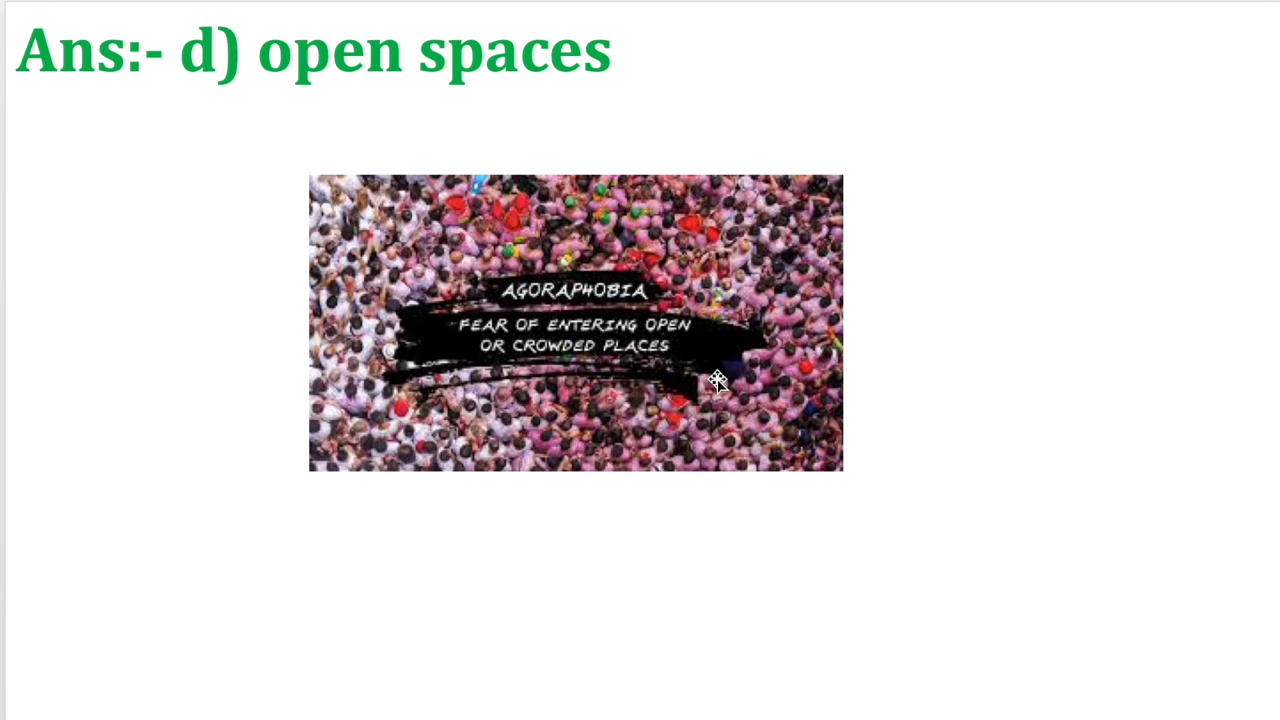 Ans:- d) open spaces
AGORAPHOBIA
FEAR OF ENTERING OPEN
OR CROWDED PLACES